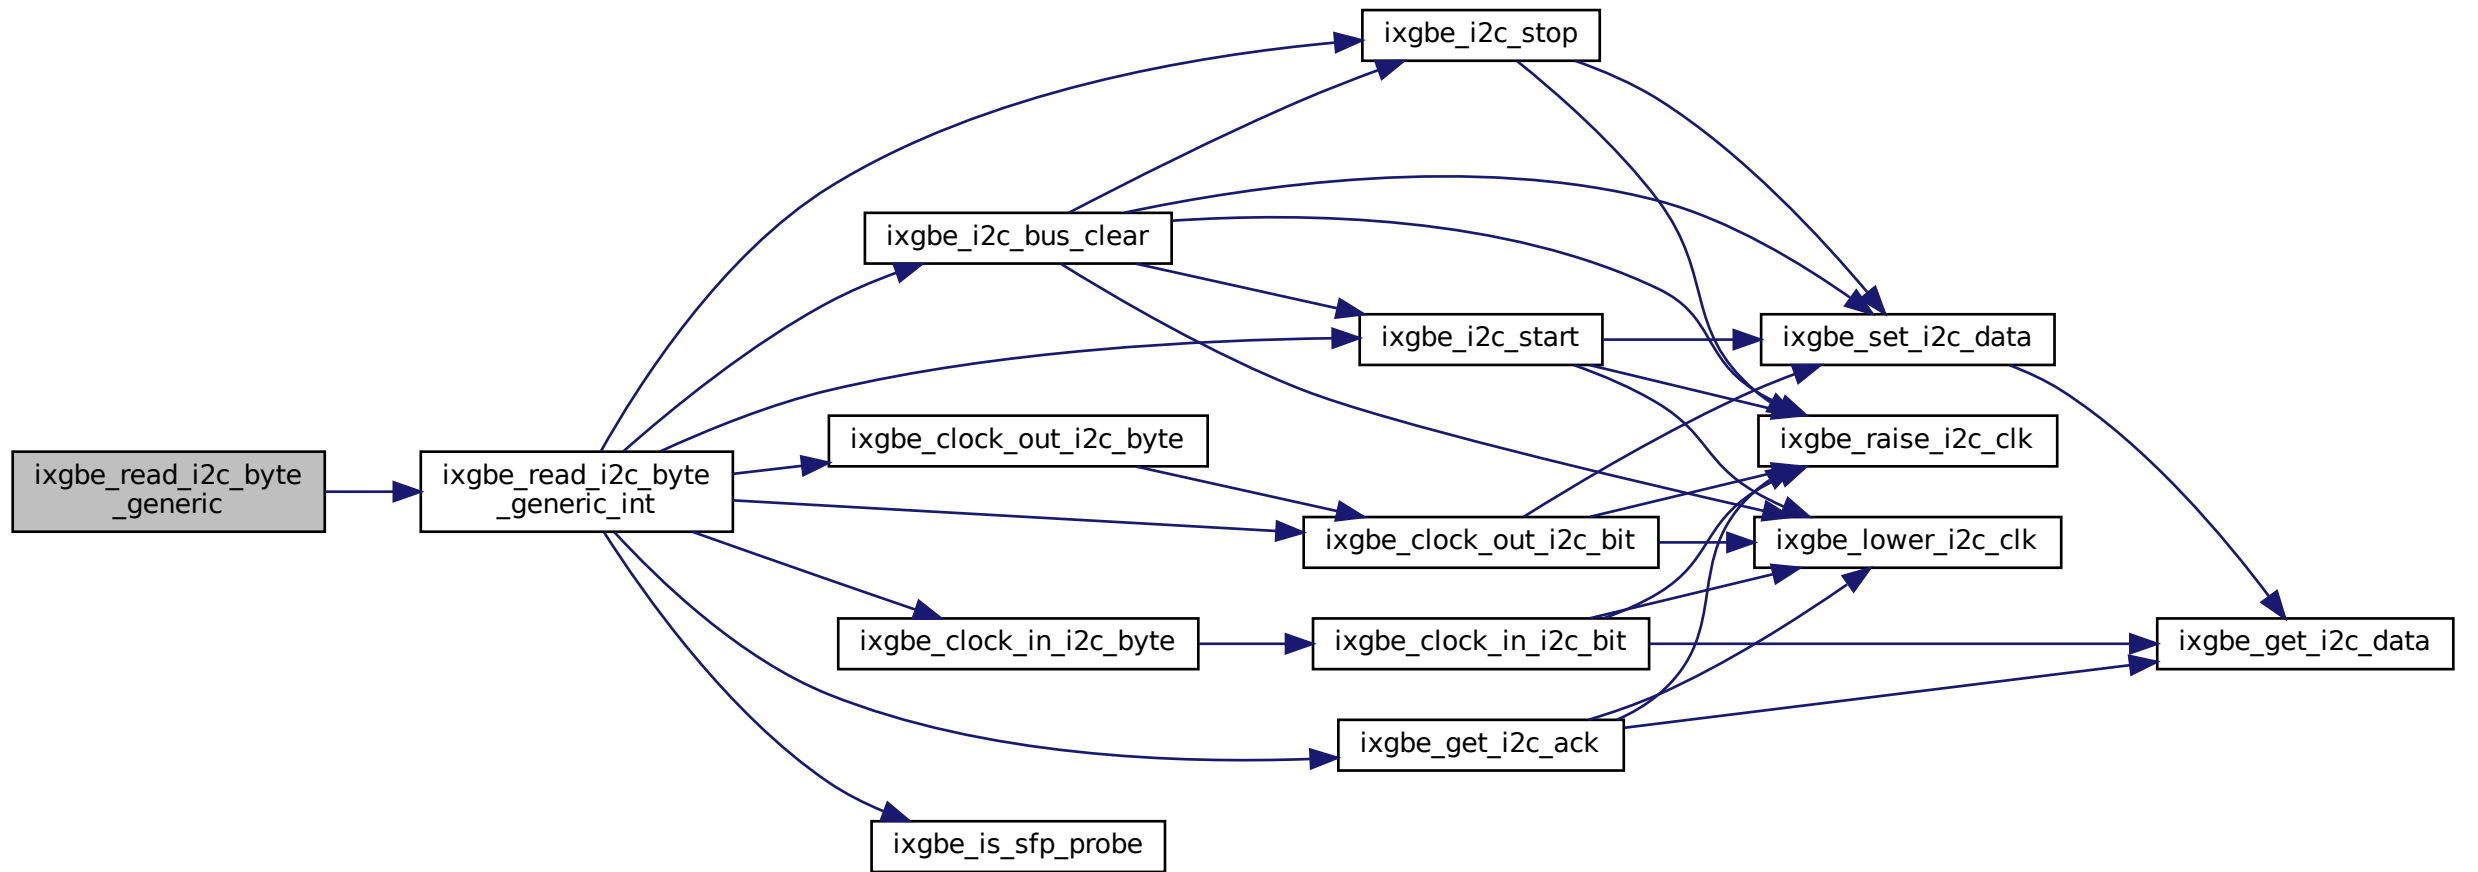 ixgbe_i2c_stop
ixgbe_i2c_bus_clear
ixgbe_i2c_start
ixgbe_set_i2c_data
ixgbe_clock_out_i2c_byte
ixgbe_raise_i2c_clk
ixgbe_read_i2c_byte
_generic
ixgbe_read_i2c_byte
_generic_int
ixgbe_clock_out_i2c_bit
ixgbe_lower_i2c_clk
ixgbe_clock_in_i2c_byte
ixgbe_clock_in_i2c_bit
ixgbe_get_i2c_data
ixgbe_get_i2c_ack
ixgbe_is_sfp_probe